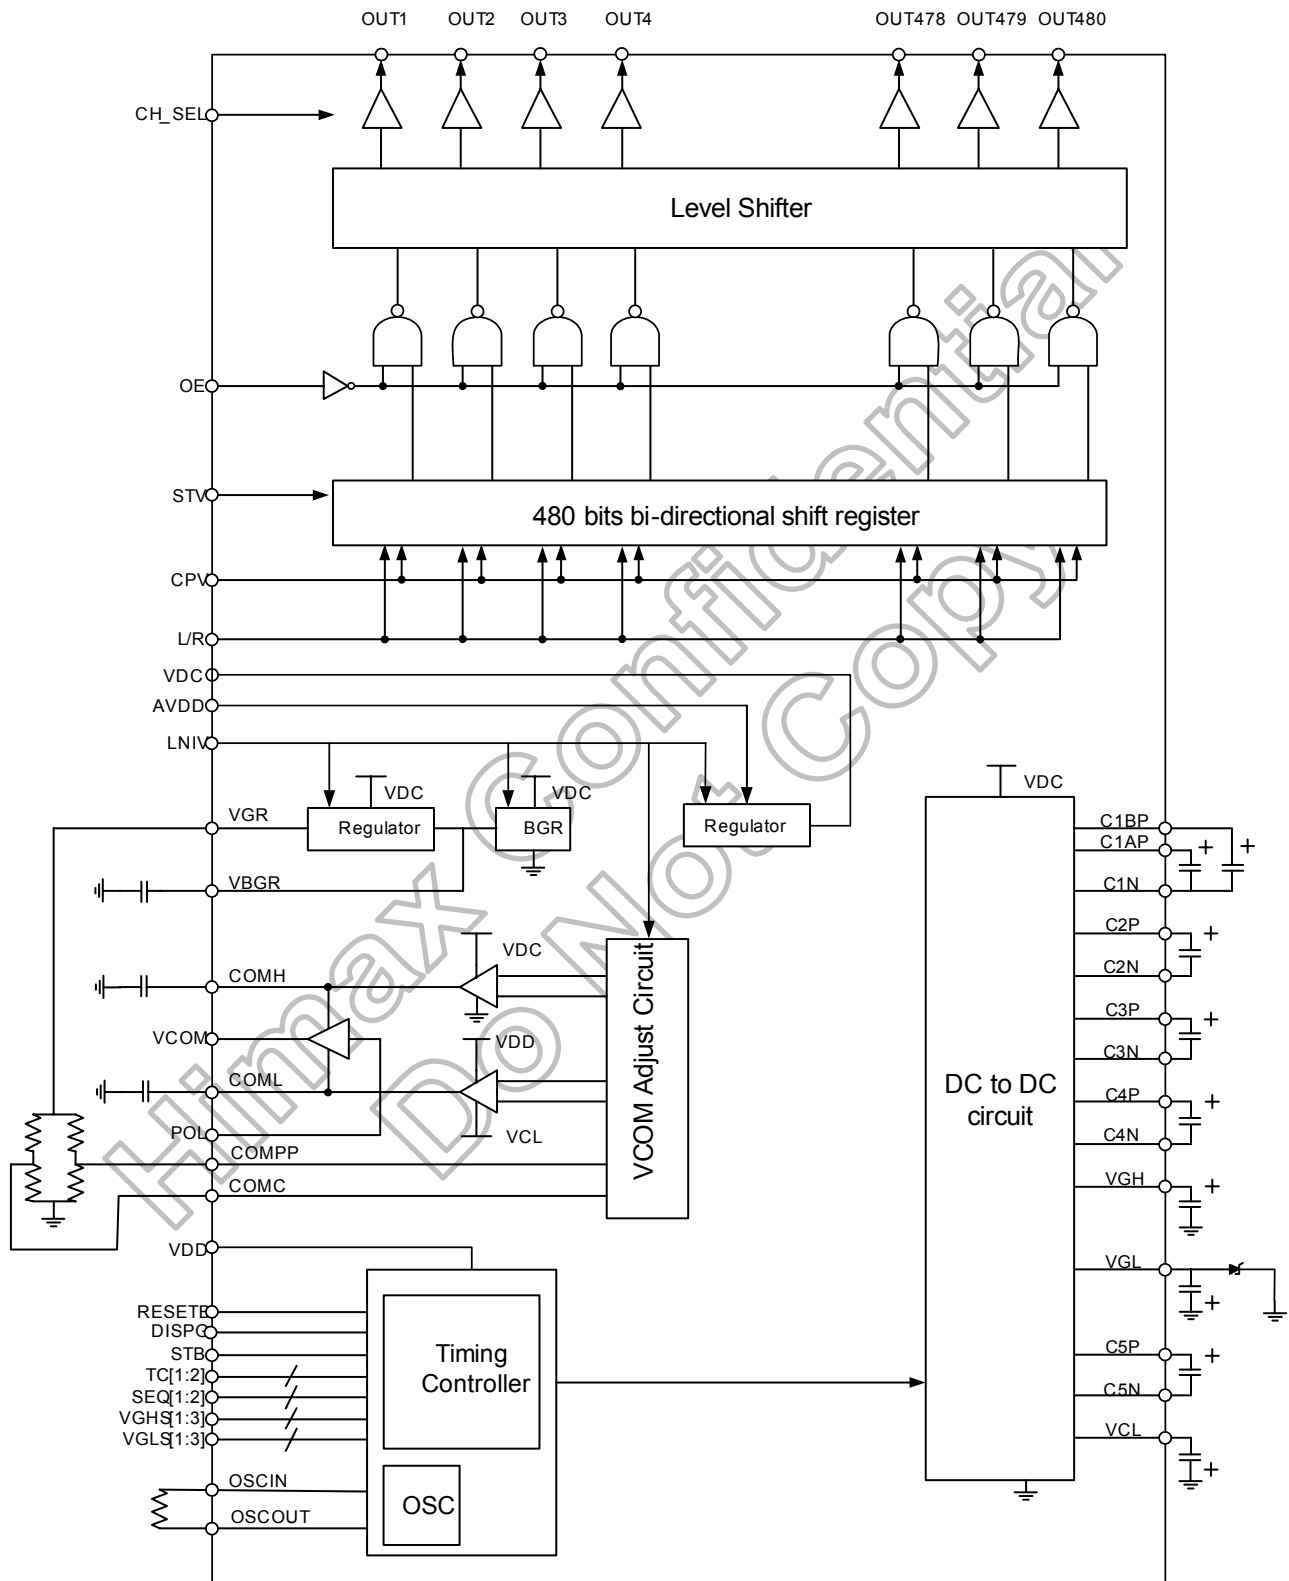 OUT1 OUT2 OUT3 OUT4 OUT478 OUT479 OUT480
CH_SEL
Level Shifter
OE
STV
480 bits bi-directional shift register
CPV
L/R
VDC
AVDD
LNIV
VDC
VDC
VDC
VGR
Regulator
BGR
Regulator
C1BP
+
C1AP
+
VBGR
C1N
C2P
+
VDC
COMH
C2N
VCOM Adjust Circuit
C3P
+
VCOM
VDD
C3N
COML
DC to DC
circuit
C4P
+
POL
VCL
C4N
COMPP
COMC
VGH
+
VDD
VGL
+
RESETB
DISPC
STB
TC[1:2]
SEQ[1:2]
VGHS[1:3]
VGLS[1:3]
Timing
Controller
C5P
+
C5N
VCL
+
OSCIN
OSC
OSCOUT
Himax Confidential
Do Not Copy